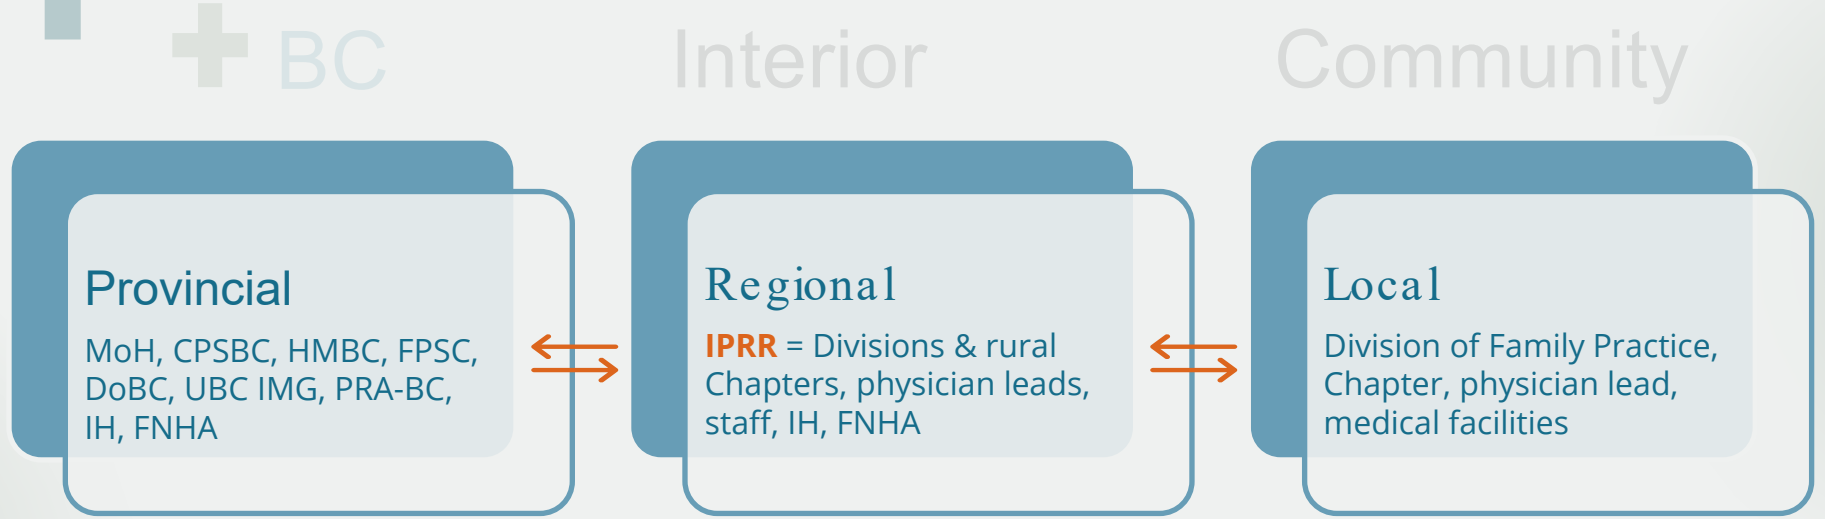 BC
Interior
Community
Provincial
MoH, CPSBC, HMBC, FPSC,
DoBC, UBC IMG, PRA-BC,
IH, FNHA
Regional
IPRR = Divisions & rural
Chapters, physician leads,
staff, IH, FNHA
Local
Division of Family Practice,
Chapter, physician lead,
medical facilities